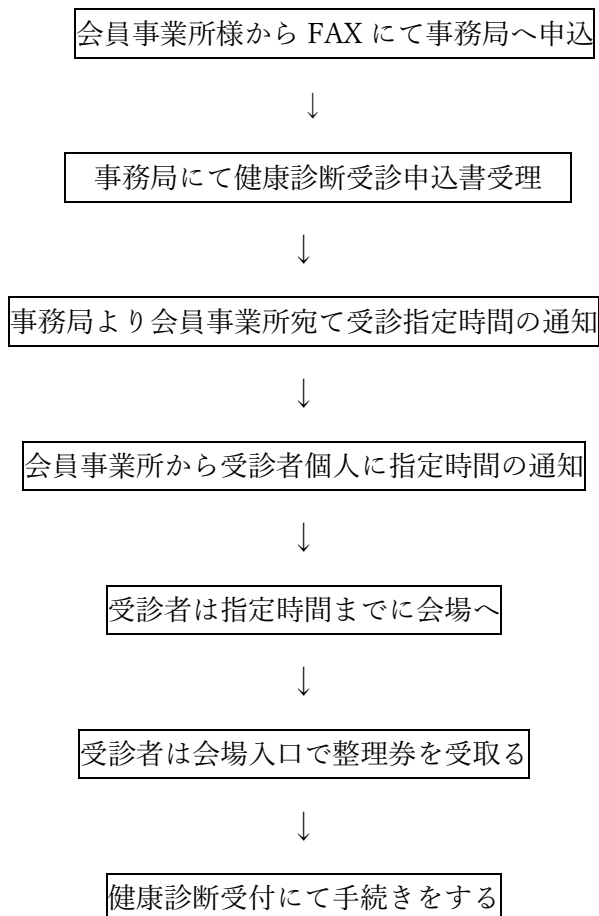 会員事業所様から FAX にて事務局へ申込
↓
事務局にて健康診断受診申込書受理
↓
事務局より会員事業所宛て受診指定時間の通知
↓
会員事業所から受診者個人に指定時間の通知
↓
受診者は指定時間までに会場へ
↓
受診者は会場入口で整理券を受取る
↓
健康診断受付にて手続きをする